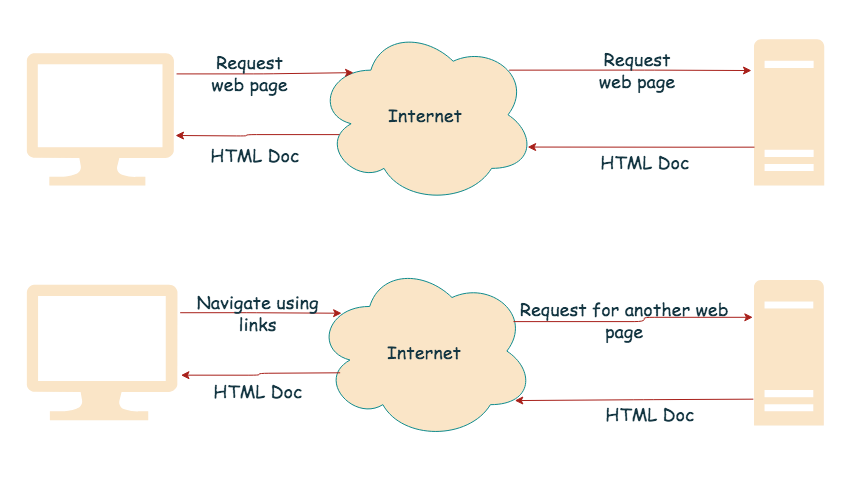 Request
web page
Request
web page
Internet
HTML Doc
HTML Doc
Navigate using
links
Request for another web
page
Internet
HTML Doc
HTML Doc